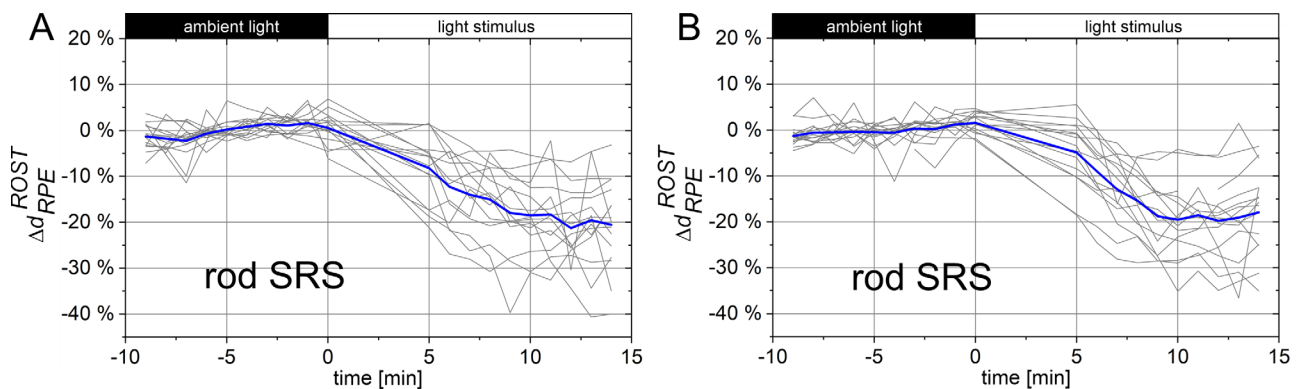 A
ambient light
light stimulus
20 %
10 %
0 %
-10 %
-20 %
-30 %
-40 %
Δd ROST RPE
rod SRS
-10
-5
0
5
10
15
time [min]
B
ambient light
light stimulus
20 %
10 %
0 %
-10 %
-20 %
-30 %
-40 %
Δd ROST RPE
rod SRS
-10
-5
0
5
10
15
time [min]